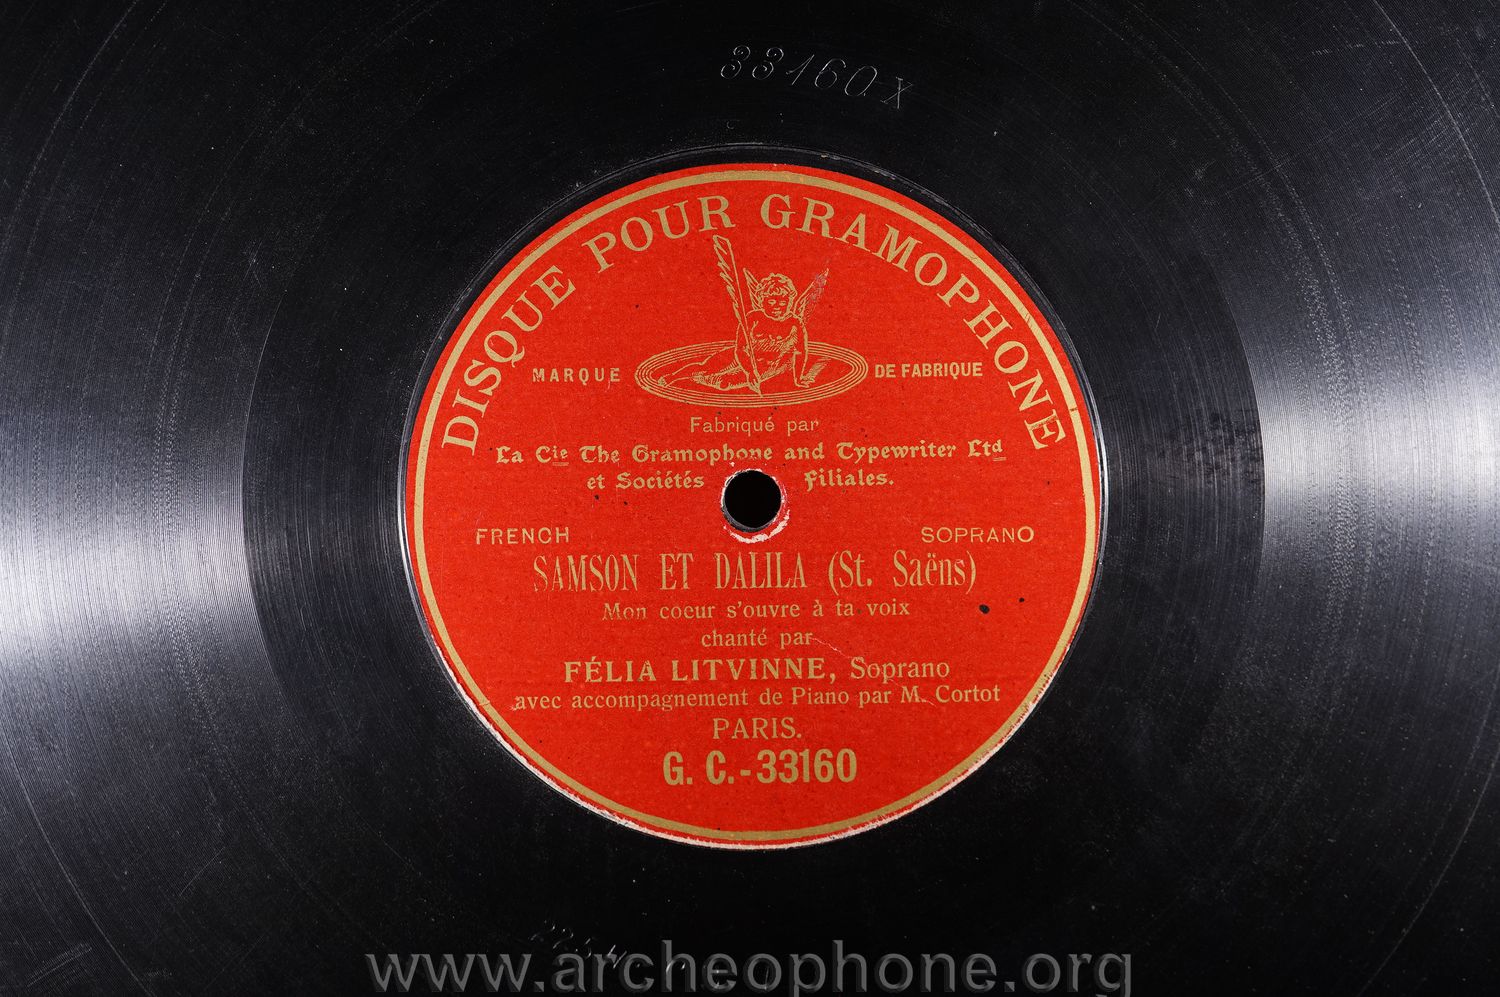 33160X
DISQUE POUR GRAMOPHONE
MARQUE DE FABRIQUE
Fabriqué par
La Cie The Gramophone and Typewriter Ltd
et Sociétés Filiales.
FRENCH SOPRANO
SAMSON ET DALILA (St. Saëns)
Mon coeur s'ouvre à ta voix
chanté par
FÉLIA LITVINNE, Soprano
avec accompagnement de Piano par M. Cortot
PARIS.
G. C.-33160
www.archeophone.org